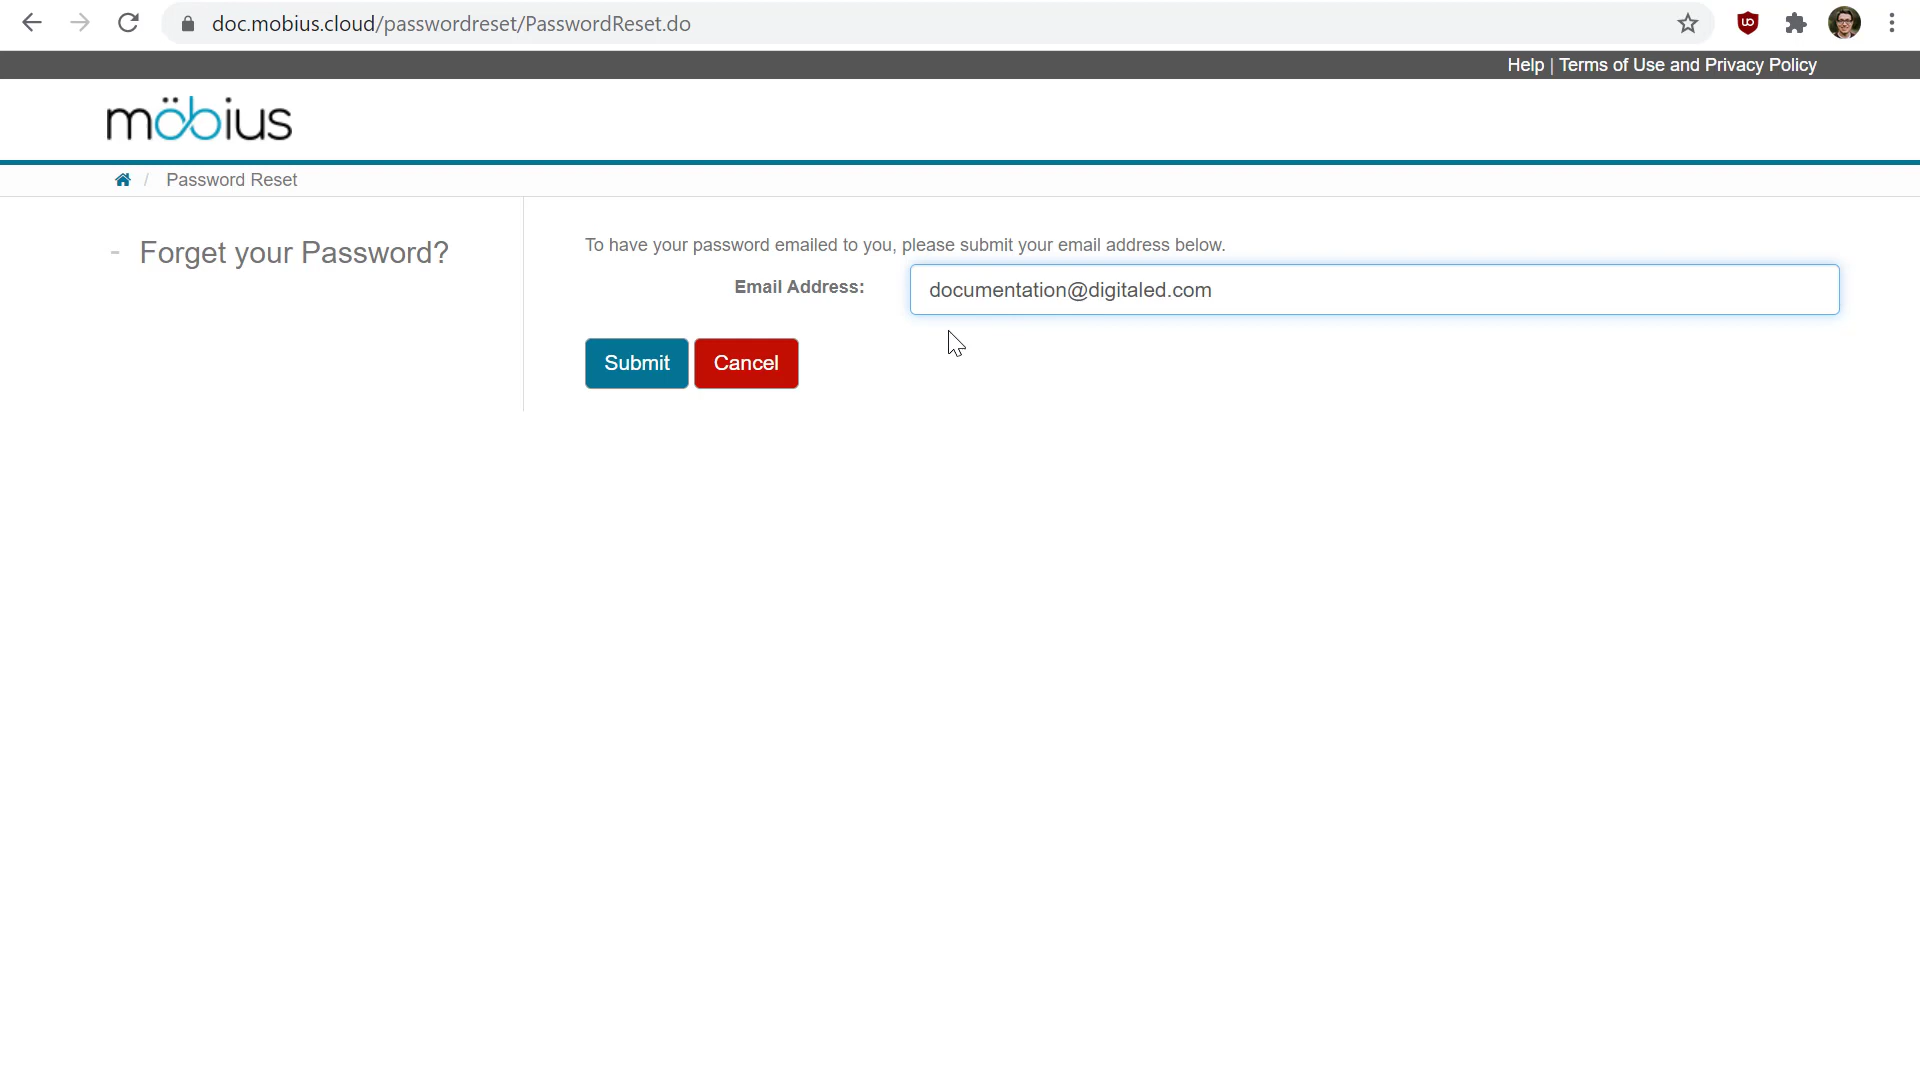 doc.mobius.cloud/passwordreset/PasswordReset.do
Help | Terms of Use and Privacy Policy
möbius
/ Password Reset
- Forget your Password?
To have your password emailed to you, please submit your email address below.
Email Address: documentation@digitaled.com
Submit Cancel